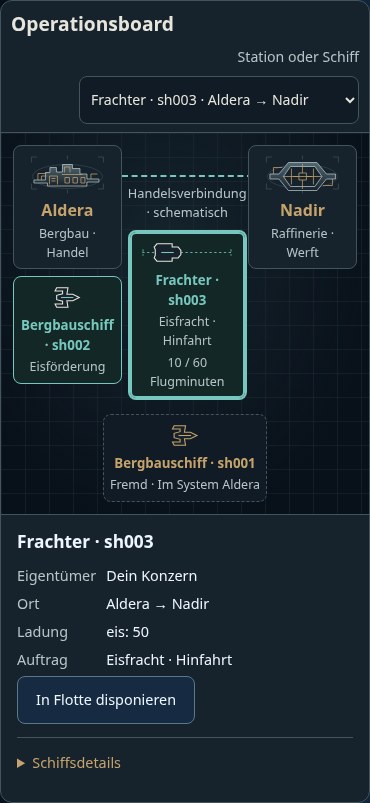 Operationsboard
Station oder Schiff
Frachter · sh003 · Aldera → Nadir
Aldera
Bergbau ·
Handel
Handelsverbindung
· schematisch
Nadir
Raffinerie ·
Werft
Bergbauschiff
· sh002
Eisförderung
Frachter ·
sh003
Eisfracht ·
Hinfahrt
10 / 60
Flugminuten
Bergbauschiff · sh001
Fremd · Im System Aldera
Frachter · sh003
Eigentümer Dein Konzern
Ort Aldera → Nadir
Ladung eis: 50
Auftrag Eisfracht · Hinfahrt
In Flotte disponieren
▶ Schiffsdetails